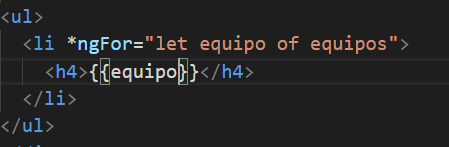 <ul>
<li *ngFor="let equipo of equipos">
<h4>{{equipo}}</h4>
</li>
</ul>